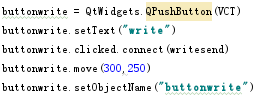 buttonwrite = QtWidgets.QPushButton(VCT)
buttonwrite.setText("write")
buttonwrite.clicked.connect(writesend)
buttonwrite.move(300,250)
buttonwrite.setObjectName("buttonwrite")